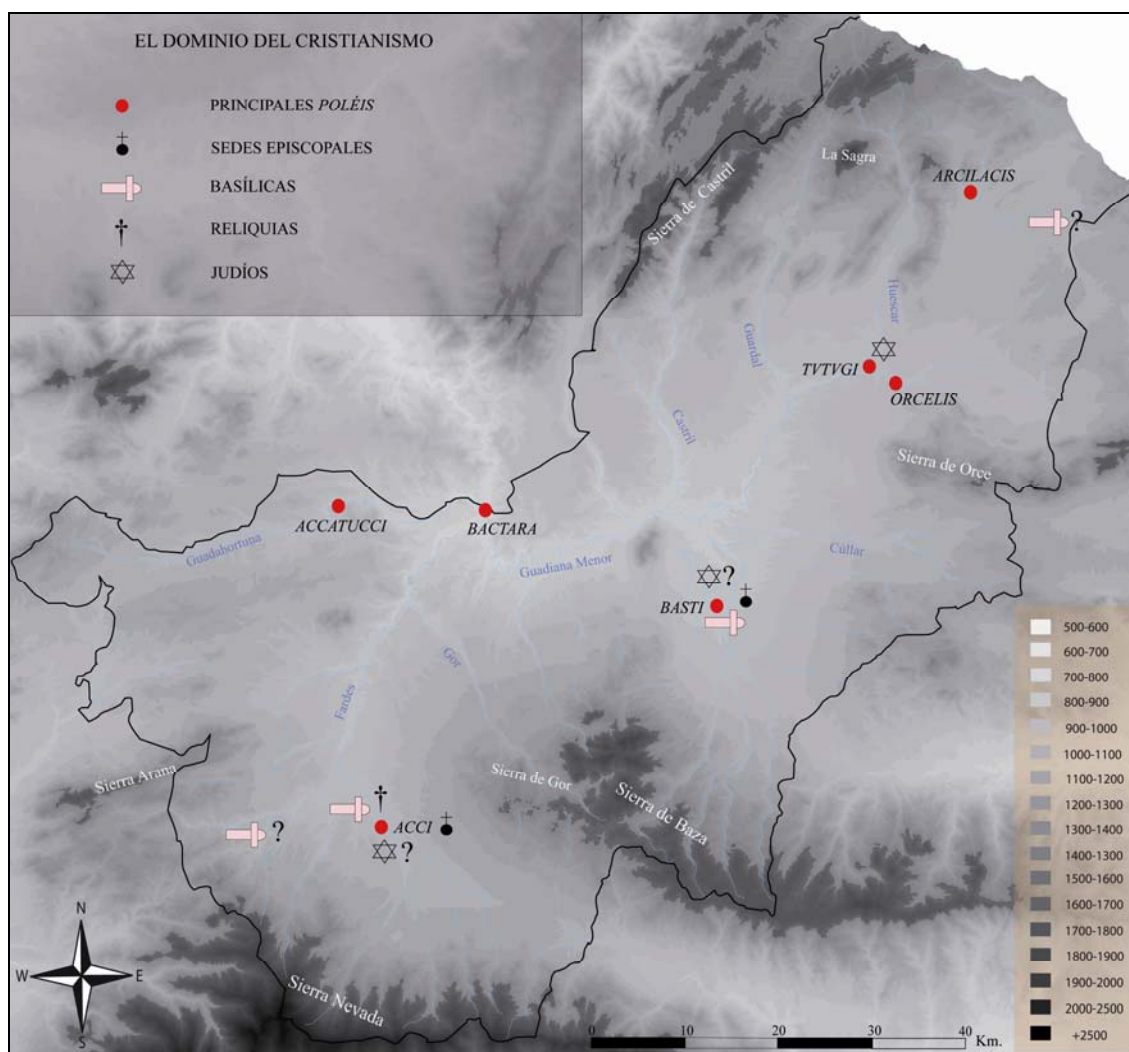 EL DOMINIO DEL CRISTIANISMO
PRINCIPALES POLÉIS
SEDES EPISCOPALES
BASÍLICAS
RELIQUIAS
JUDÍOS
La Sagra
ARCILACIS
?
Sierra de Castril
Huescar
Guardal
TVTVGI
ORCELIS
Castril
Sierra de Orce
ACCATUCCI
BACTARA
Guadahortuna
Guadiana Menor
Cúllar
?
BASTI
Gor
Fardes
Sierra Arana
Sierra de Gor
Sierra de Baza
ACCI
?
?
Sierra Nevada
N
W E
S
500-600
600-700
700-800
800-900
900-1000
1000-1100
1100-1200
1200-1300
1300-1400
1400-1300
1500-1600
1600-1700
1700-1800
1800-1900
1900-2000
2000-2500
+2500
0 10 20 30 40 Km.